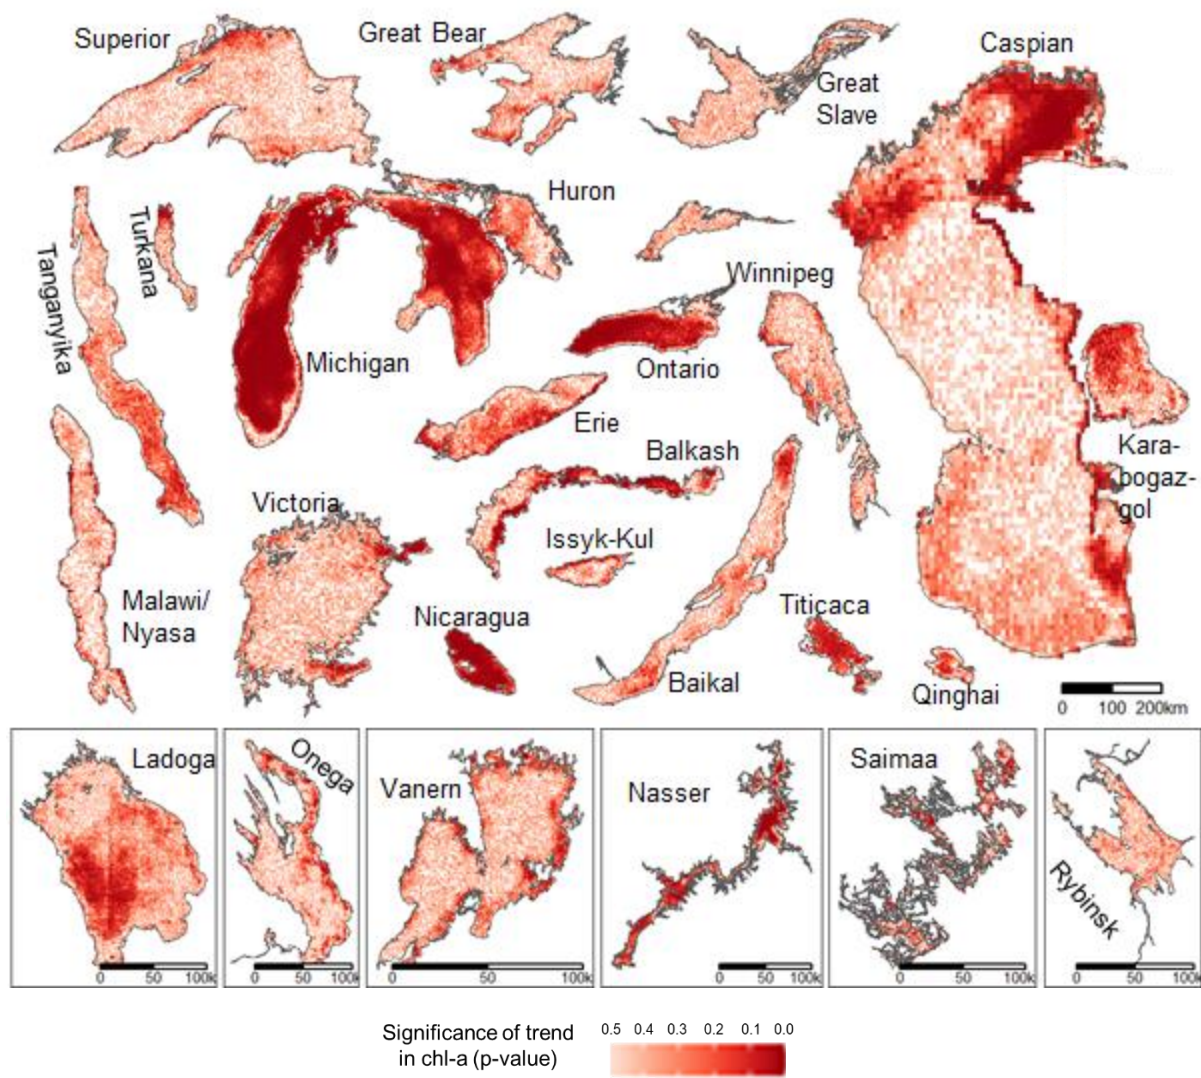 Superior
Great Bear
Great
Slave
Caspian
Huron
Turkana
Tanganyika
Winnipeg
Michigan
Ontario
Erie
Kara-
bogaz-
gol
Balkash
Victoria
Issyk-Kul
Malawi/
Nyasa
Nicaragua
Titicaca
Baikal
Qinghai
0 100 200km
Ladoga
0 50 100k
Onega
0 50 100k
Vanern
0 50 100k
Nasser
0 50 100k
Saimaa
0 50 100k
Rybinsk
0 50 100k
Significance of trend
in chl-a (p-value)
0.5 0.4 0.3 0.2 0.1 0.0